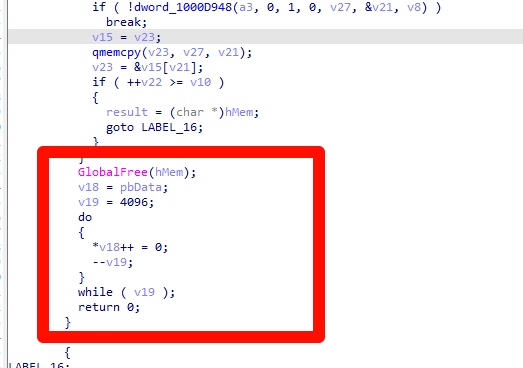 if ( !dword_1000D948(a3, 0, 1, 0, v27, &v21, v8) )
break;
v15 = v23;
qmemcpy(v23, v27, v21);
v23 = &v15[v21];
if ( ++v22 >= v10 )
{
result = (char *)hMem;
goto LABEL_16;
}
}
GlobalFree(hMem);
v18 = pbData;
v19 = 4096;
do
{
*v18++ = 0;
--v19;
}
while ( v19 );
return 0;
}
{
LABEL_16: